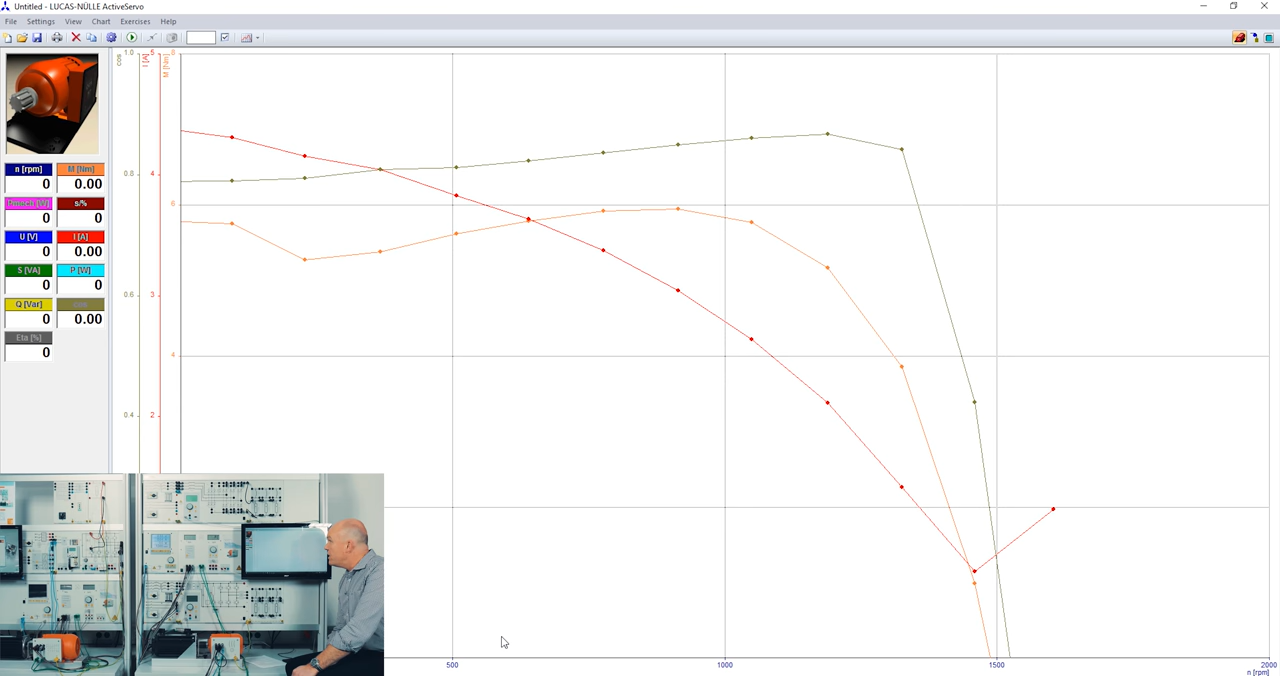 Untitled - LUCAS-NÜLLE ActiveServo
File Settings View Chart Exercises Help
cos I [A] M [Nm]
1.0 5 8
n [rpm] M [Nm]
0 0.00
Pmech [W] s/%
0 0
U [V] I [A]
0 0.00
S [VA] P [W]
0 0
Q [Var] cos
0 0.00
Eta [%]
0
0.8 4
6
0.6 3
4
0.4 2
500 1000 1500 2000
n [rpm]